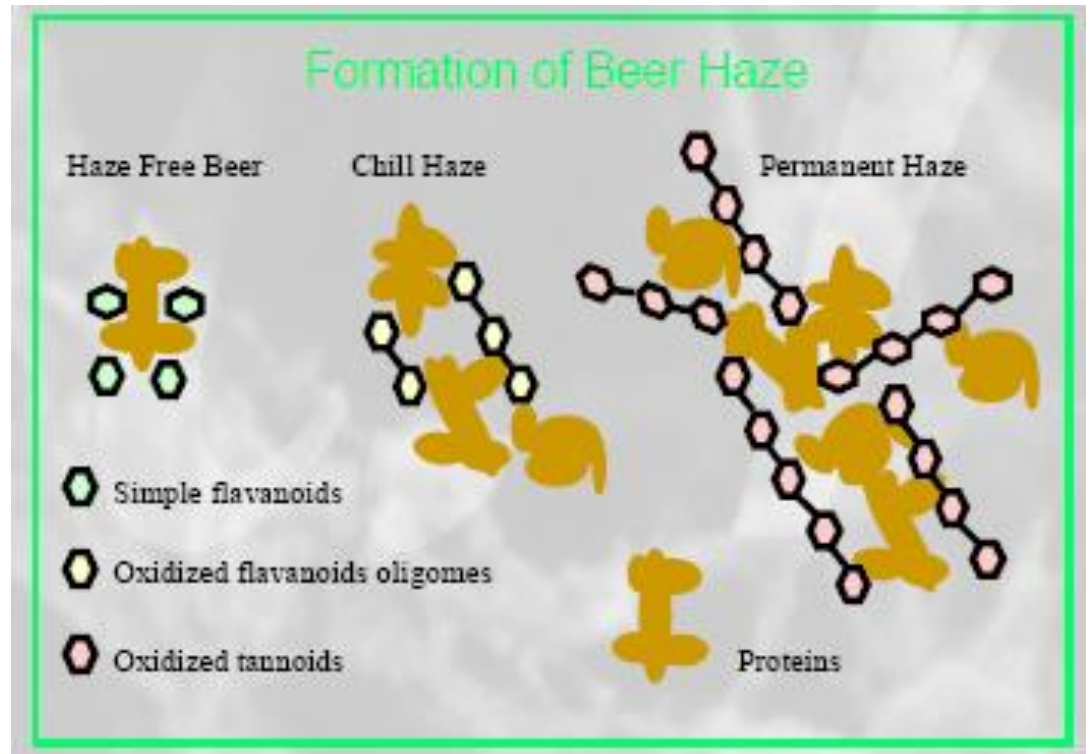 Formation of Beer Haze
Haze Free Beer
Chill Haze
Permanent Haze
Simple flavanoids
Oxidized flavanoids oligomes
Oxidized tannoids
Proteins